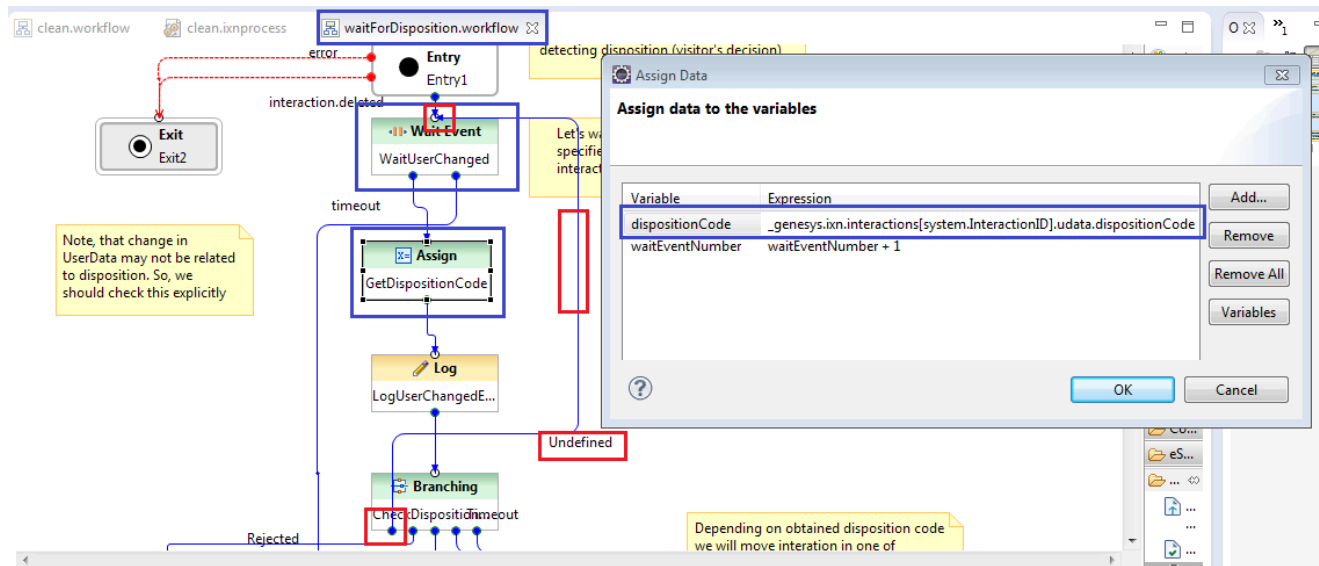 clean.workflow
clean.ixnprocess
waitForDisposition.workflow
error
Entry
Entry1
detecting disposition (visitor's decision)
interaction.deleted
Exit
Exit2
Wait Event
WaitUserChanged
Let's wa
specifie
interact
timeout
Note, that change in
UserData may not be related
to disposition. So, we
should check this explicitly
Assign
GetDispositionCode
Log
LogUserChangedE...
Undefined
Branching
CheckDisposition...
Timeout
Rejected
Depending on obtained disposition code
we will move interation in one of
Assign Data
Assign data to the variables
Variable Expression
dispositionCode _genesys.ixn.interactions[system.InteractionID].udata.dispositionCode
waitEventNumber waitEventNumber + 1
Add...
Remove
Remove All
Variables
OK
Cancel
O
»1
eS...
...
...
...
...